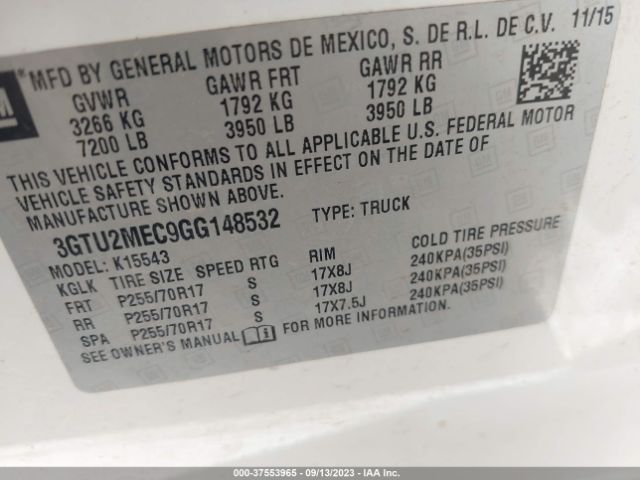 GM MFD BY GENERAL MOTORS DE MEXICO, S. DE R.L. DE C.V. 11/15
GVWR GAWR FRT GAWR RR
3266 KG 1792 KG 1792 KG
7200 LB 3950 LB 3950 LB
THIS VEHICLE CONFORMS TO ALL APPLICABLE U.S. FEDERAL MOTOR
VEHICLE SAFETY STANDARDS IN EFFECT ON THE DATE OF
MANUFACTURE SHOWN ABOVE.
3GTU2MEC9GG148532 TYPE: TRUCK
MODEL: K15543
KGLK TIRE SIZE SPEED RTG RIM COLD TIRE PRESSURE
FRT P255/70R17 S 17X8J 240KPA(35PSI)
RR P255/70R17 S 17X8J 240KPA(35PSI)
SPA P255/70R17 S 17X7.5J 240KPA(35PSI)
SEE OWNER'S MANUAL FOR MORE INFORMATION.
000-37553965 - 09/13/2023 - IAAI.COM